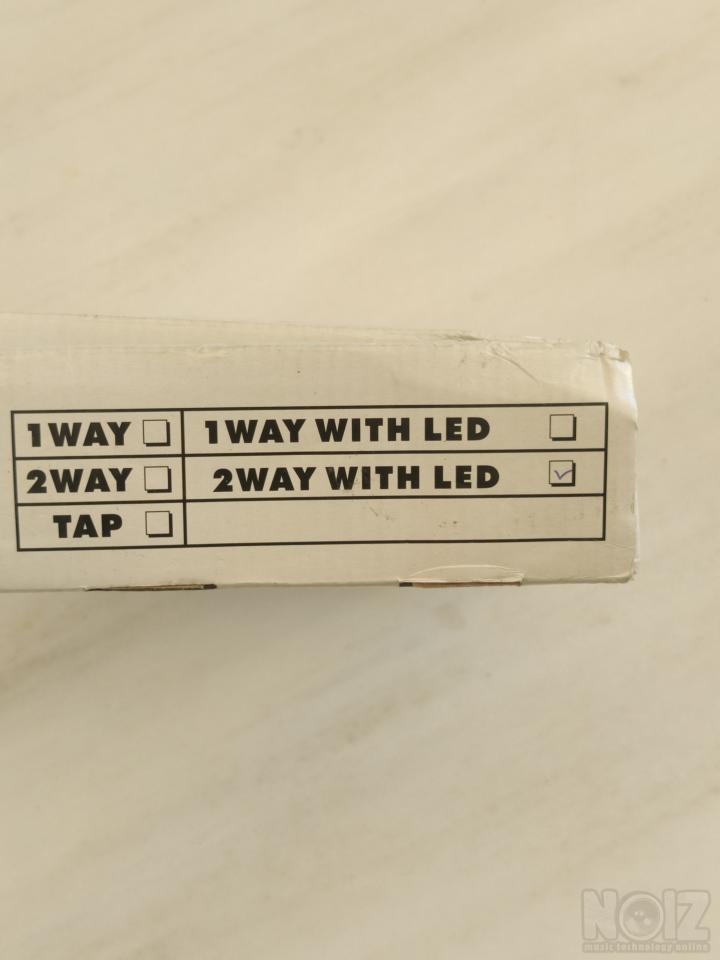 1WAY 1WAY WITH LED
2WAY 2WAY WITH LED
TAP
NOIZ
music technology online